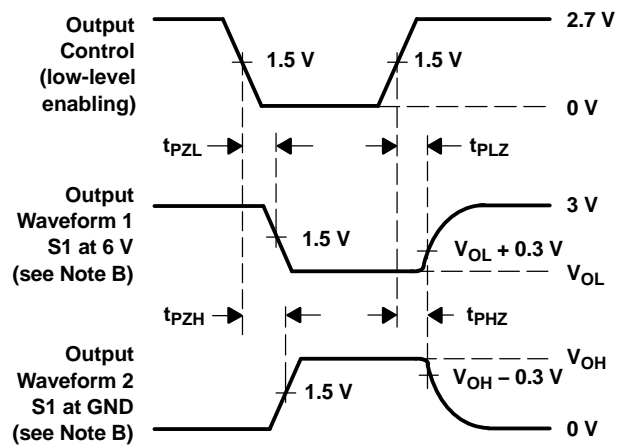 Output
Control
(low-level
enabling)
2.7 V
1.5 V
1.5 V
0 V
tPZL
tPLZ
Output
Waveform 1
S1 at 6 V
(see Note B)
3 V
1.5 V
VOL + 0.3 V
VOL
tPZH
tPHZ
Output
Waveform 2
S1 at GND
(see Note B)
VOH
1.5 V
VOH − 0.3 V
0 V